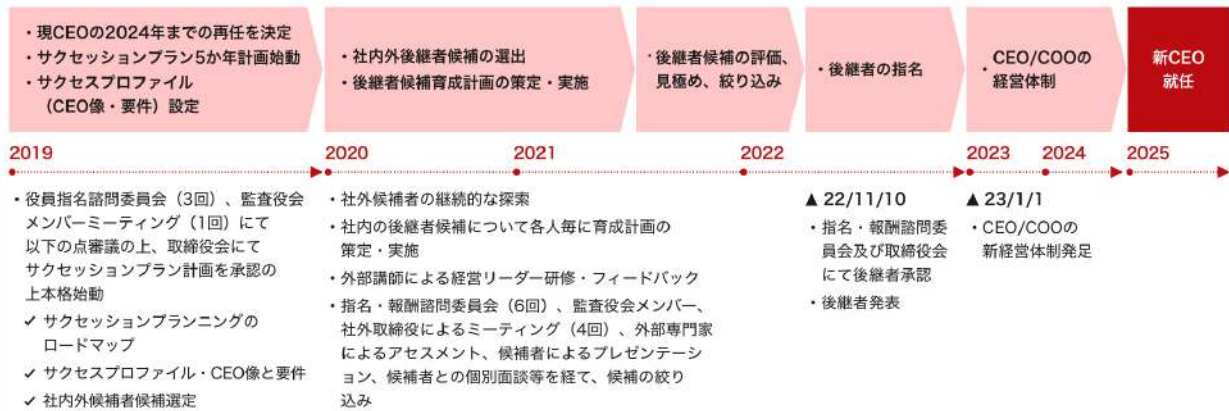 ・現CEOの2024年までの再任を決定
・サクセッションプラン5か年計画始動
・サクセスプロファイル
（CEO像・要件）設定
・社内外後継者候補の選出
・後継者候補育成計画の策定・実施
・後継者候補の評価、
見極め、絞り込み
・後継者の指名
・CEO/COOの
経営体制
新CEO
就任
2019
2020
2021
2022
2023
2024
2025
・役員指名諮問委員会（3回）、監査役会
メンバーミーティング（1回）にて
以下の点審議の上、取締役会にて
サクセッションプラン計画を承認の
上本格始動
✓ サクセッションプランニングの
ロードマップ
✓ サクセスプロファイル・CEO像と要件
✓ 社内外候補者候補選定
・社外候補者の継続的な探索
・社内の後継者候補について各人毎に育成計画の
策定・実施
・外部講師による経営リーダー研修・フィードバック
・指名・報酬諮問委員会（6回）、監査役会メンバー、
社外取締役によるミーティング（4回）、外部専門家
によるアセスメント、候補者によるプレゼンテーシ
ョン、候補者との個別面談等を経て、候補の絞り
込み
▲ 22/11/10
・指名・報酬諮問委
員会及び取締役会
にて後継者承認
・後継者発表
▲ 23/1/1
・CEO/COOの
新経営体制発足